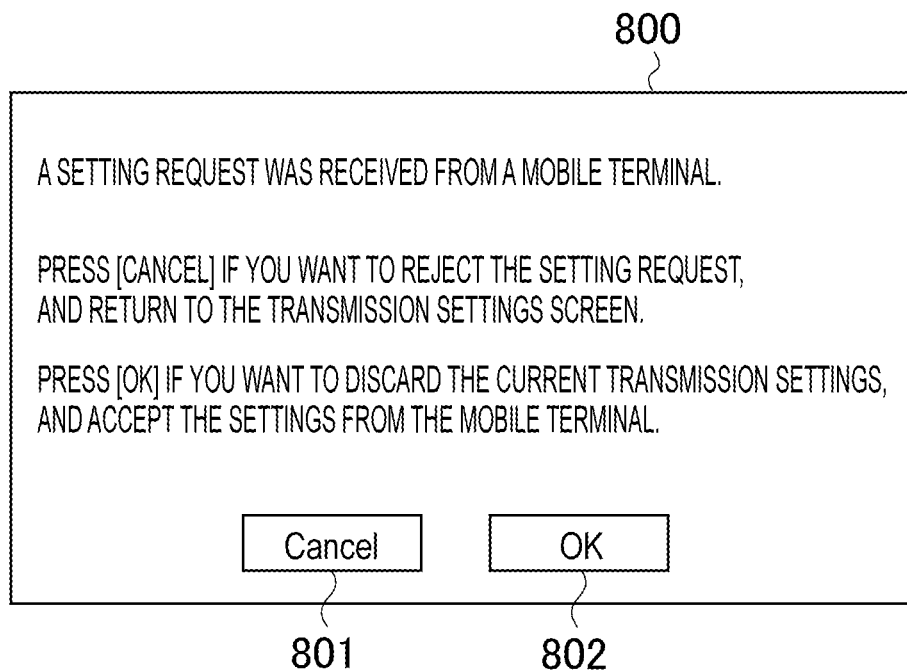 800
A SETTING REQUEST WAS RECEIVED FROM A MOBILE TERMINAL.
PRESS [CANCEL] IF YOU WANT TO REJECT THE SETTING REQUEST,
AND RETURN TO THE TRANSMISSION SETTINGS SCREEN.
PRESS [OK] IF YOU WANT TO DISCARD THE CURRENT TRANSMISSION SETTINGS,
AND ACCEPT THE SETTINGS FROM THE MOBILE TERMINAL.
Cancel OK
801 802